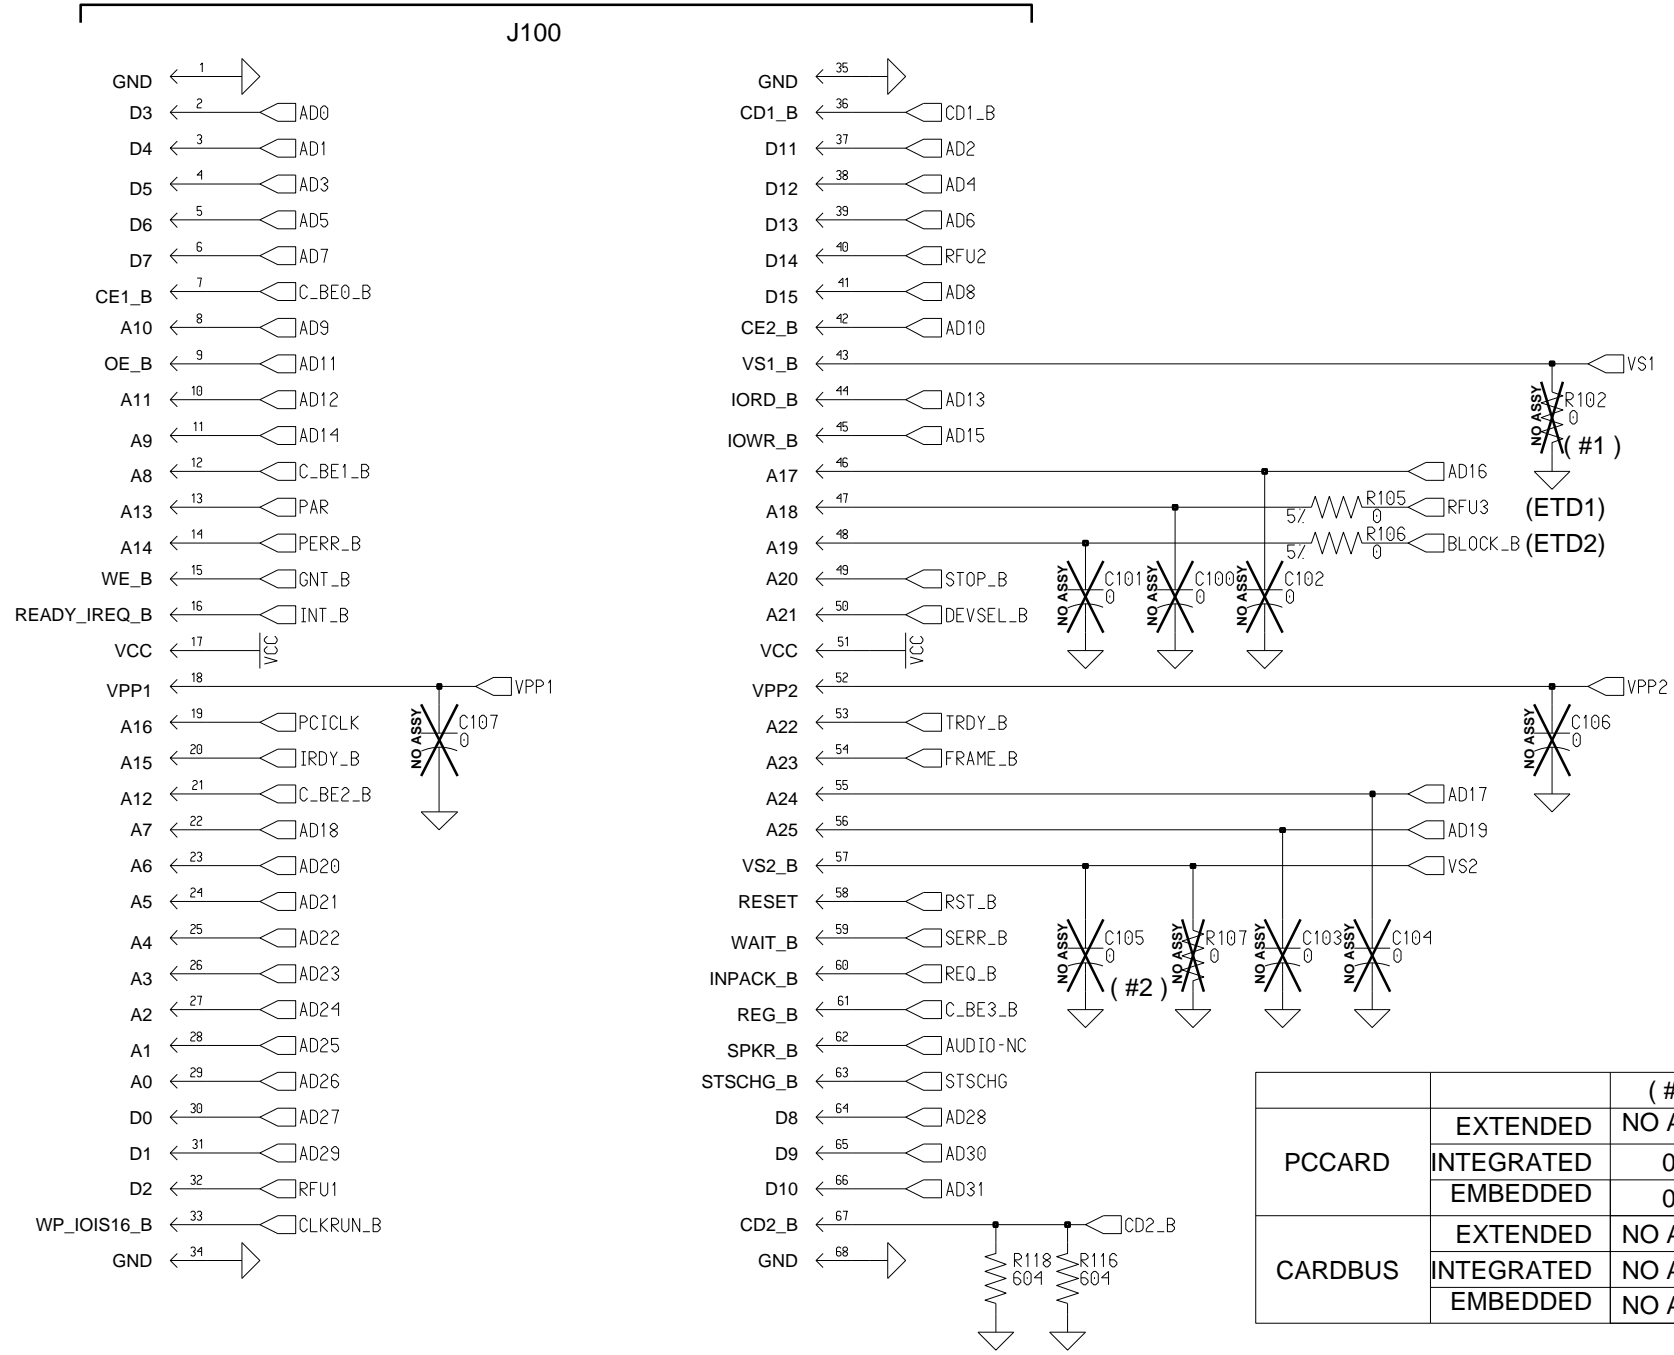 J100
GND 1
D3 2 AD0
D4 3 AD1
D5 4 AD3
D6 5 AD5
D7 6 AD7
CE1_B 7 C_BE0_B
A10 8 AD9
OE_B 9 AD11
A11 10 AD12
A9 11 AD14
A8 12 C_BE1_B
A13 13 PAR
A14 14 PERR_B
WE_B 15 GNT_B
READY_IREQ_B 16 INT_B
VCC 17 VCC
VPP1 18 VPP1
NO ASSY C107 0
A16 19 PCICLK
A15 20 IRDY_B
A12 21 C_BE2_B
A7 22 AD18
A6 23 AD20
A5 24 AD21
A4 25 AD22
A3 26 AD23
A2 27 AD24
A1 28 AD25
A0 29 AD26
D0 30 AD27
D1 31 AD29
D2 32 RFU1
WP_IOIS16_B 33 CLKRUN_B
GND 34
GND 35
CD1_B 36 CD1_B
D11 37 AD2
D12 38 AD4
D13 39 AD6
D14 40 RFU2
D15 41 AD8
CE2_B 42 AD10
VS1_B 43 VS1
NO ASSY R102 0
( #1 )
IORD_B 44 AD13
IOWR_B 45 AD15
A17 46 AD16
A18 47 5% R105 0 RFU3 (ETD1)
A19 48 5% R106 0 BLOCK_B (ETD2)
NO ASSY C101 0 NO ASSY C100 0 NO ASSY C102 0
A20 49 STOP_B
A21 50 DEVSEL_B
VCC 51 VCC
VPP2 52 VPP2
NO ASSY C106 0
A22 53 TRDY_B
A23 54 FRAME_B
A24 55 AD17
A25 56 AD19
VS2_B 57 VS2
RESET 58 RST_B
WAIT_B 59 SERR_B
NO ASSY C105 0 NO ASSY R107 0 NO ASSY C103 0 NO ASSY C104 0
( #2 )
INPACK_B 60 REQ_B
REG_B 61 C_BE3_B
SPKR_B 62 AUDIO-NC
STSCHG_B 63 STSCHG
D8 64 AD28
D9 65 AD30
D10 66 AD31
CD2_B 67 CD2_B
R118 604 R116 604
GND 68
( #
PCCARD
EXTENDED NO A
INTEGRATED 0
EMBEDDED 0
CARDBUS
EXTENDED NO A
INTEGRATED NO A
EMBEDDED NO A